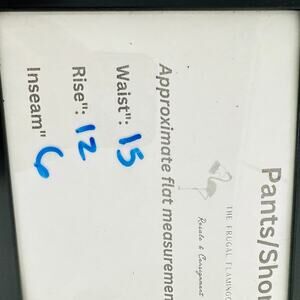 Pants/Shor
THE FRUGAL FLAMINGO
Resale & Consignment
Approximate flat measuremen
Waist": 15
Rise": 12
Inseam" 6